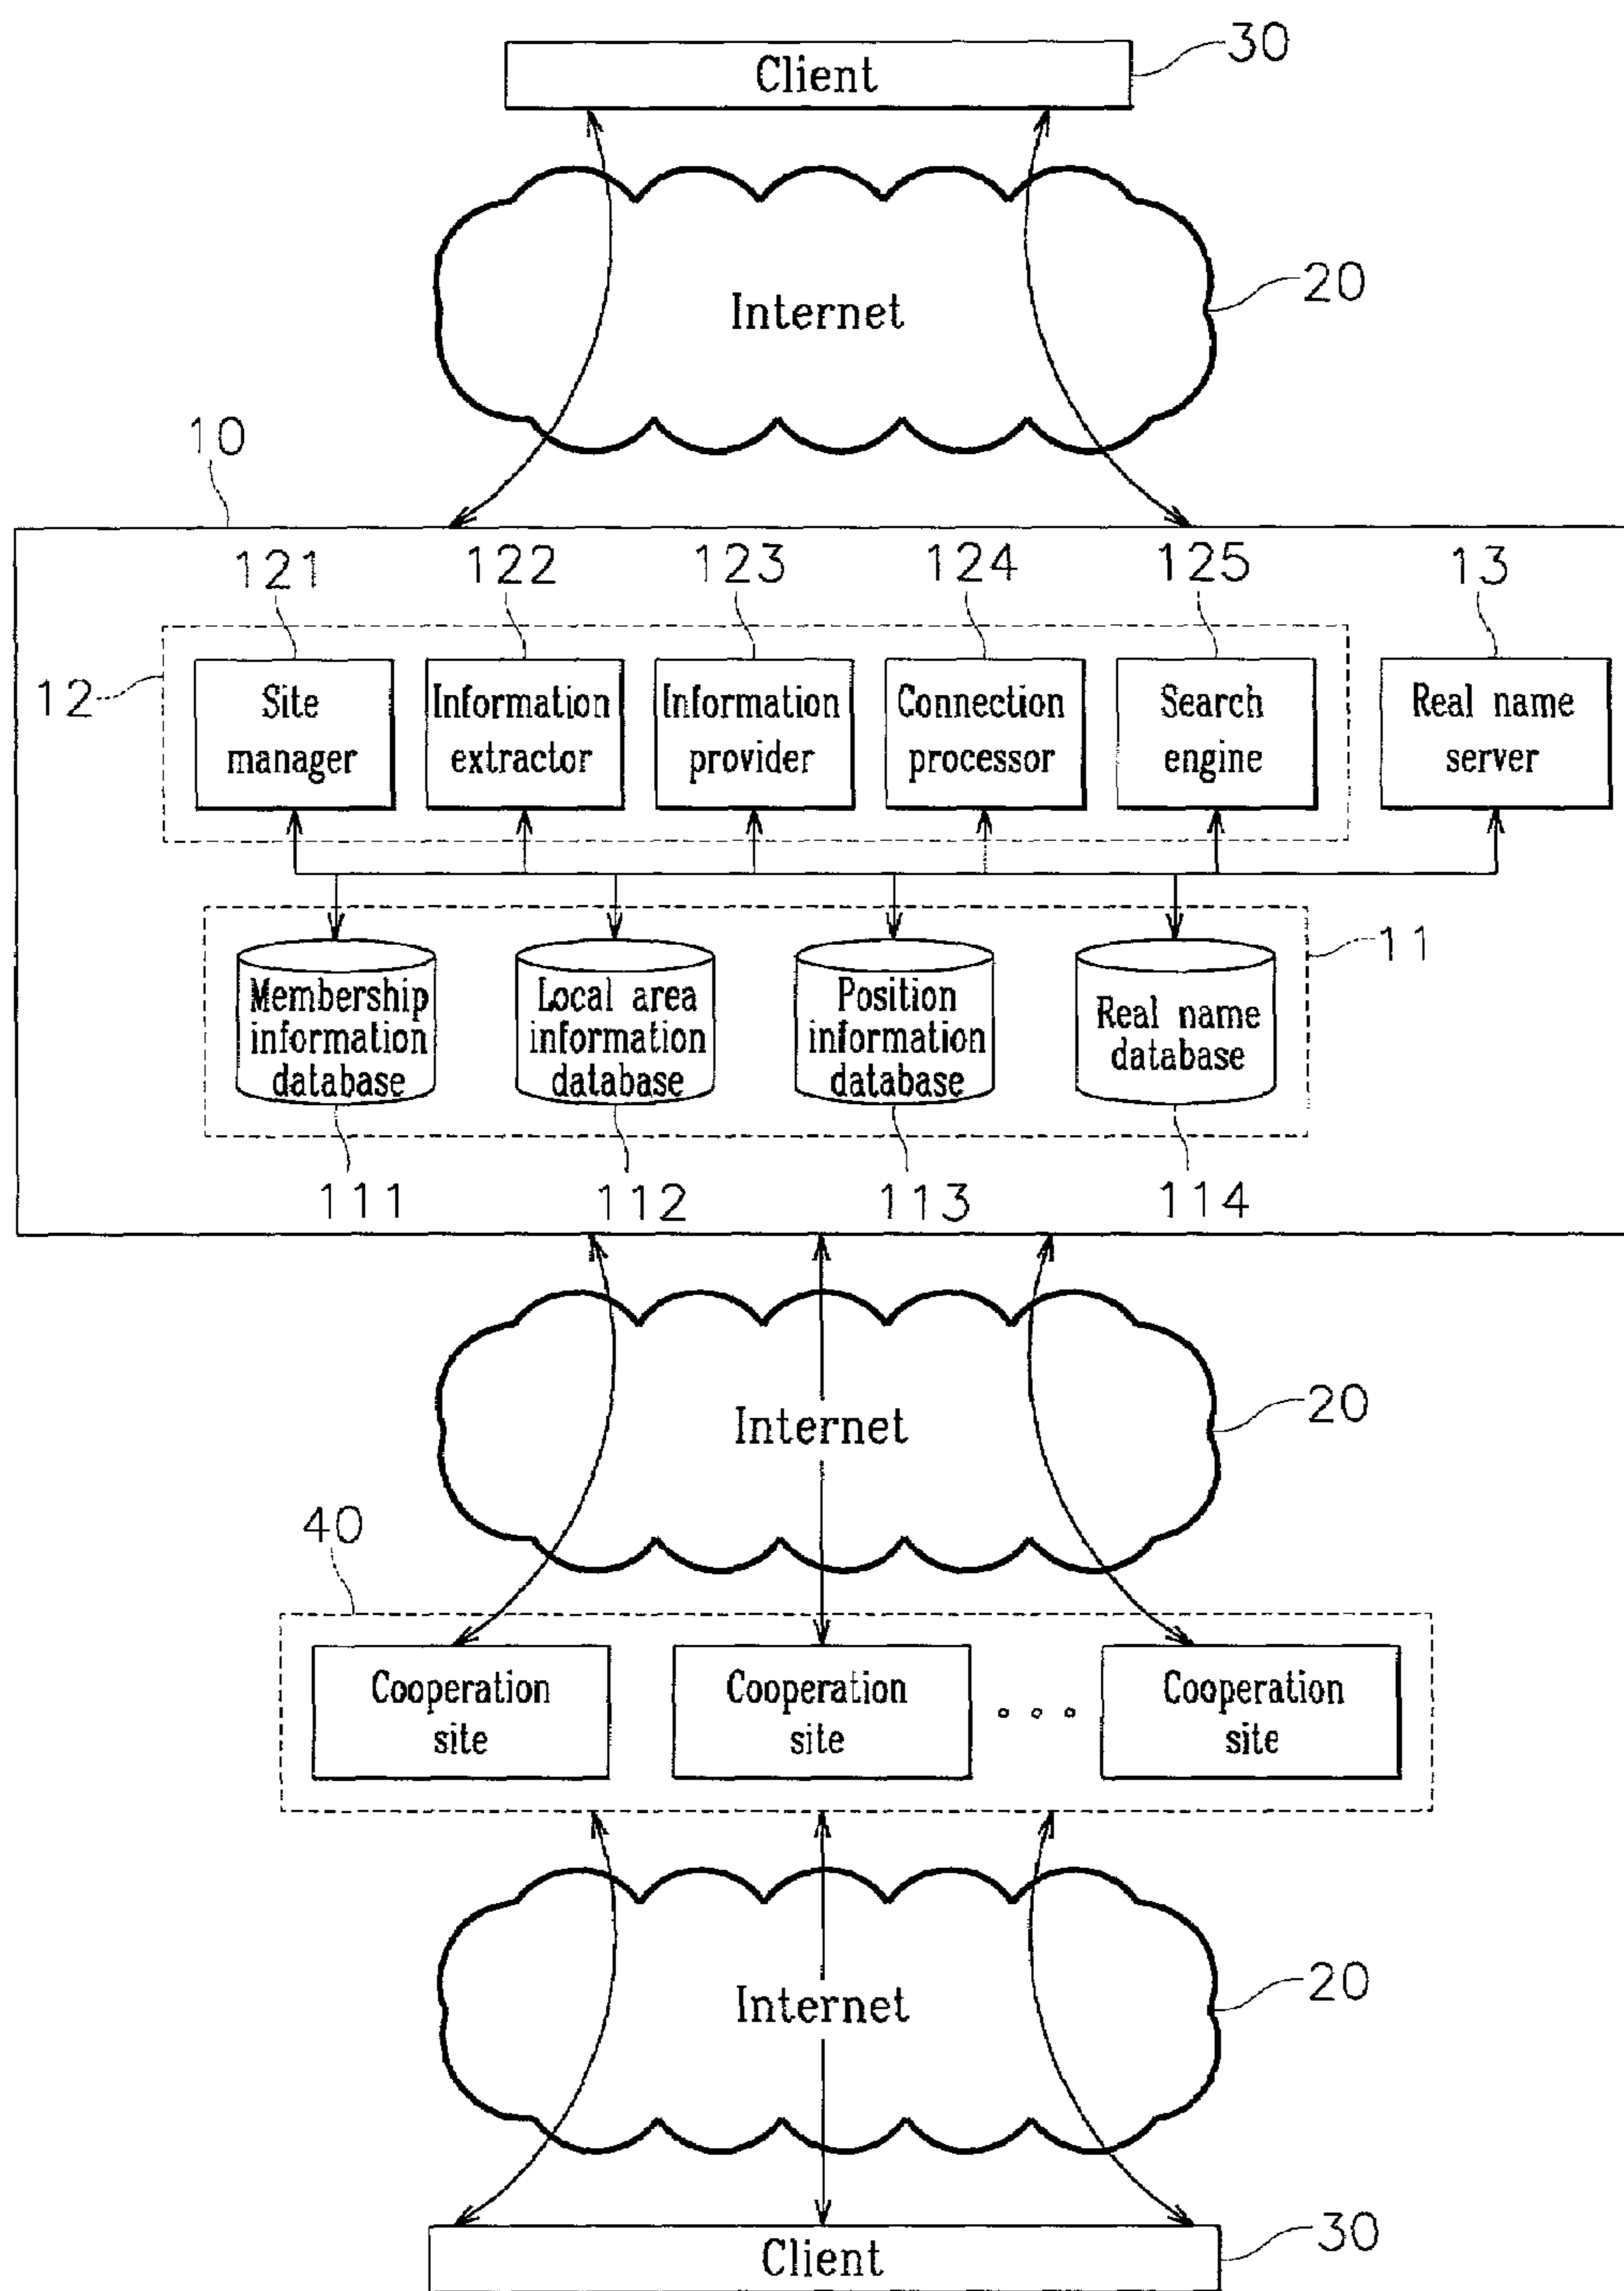 30
Client
20
Internet
10
121 122 123 124 125 13
12
Site manager
Information extractor
Information provider
Connection processor
Search engine
Real name server
11
Membership information database
Local area information database
Position information database
Real name database
111 112 113 114
20
Internet
40
Cooperation site
Cooperation site
Cooperation site
20
Internet
30
Client